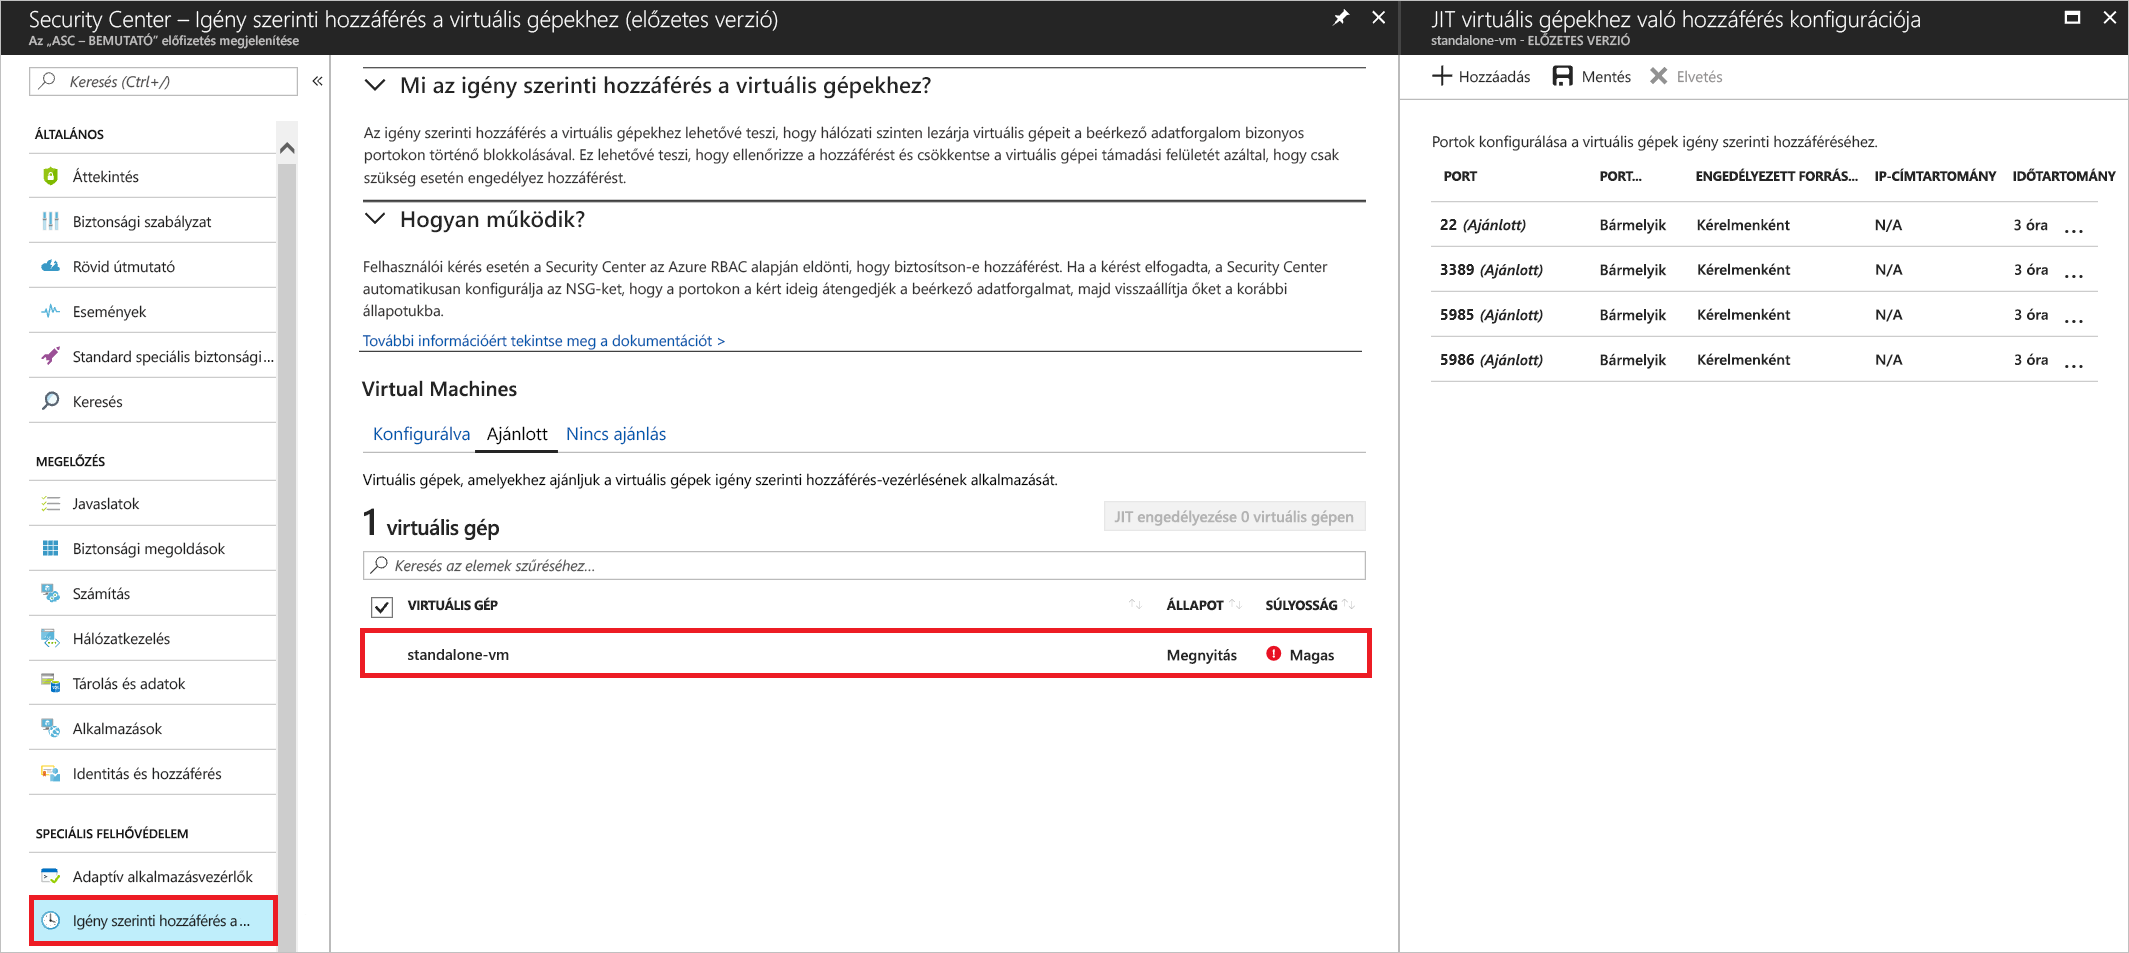 Security Center – Igény szerinti hozzáférés a virtuális gépekhez (előzetes verzió)
Az „ASC – BEMUTATÓ” előfizetés megjelenítése
Keresés (Ctrl+/)
ÁLTALÁNOS
Áttekintés
Biztonsági szabályzat
Rövid útmutató
Események
Standard speciális biztonsági...
Keresés
MEGELŐZÉS
Javaslatok
Biztonsági megoldások
Számítás
Hálózatkezelés
Tárolás és adatok
Alkalmazások
Identitás és hozzáférés
SPECIÁLIS FELHŐVÉDELEM
Adaptív alkalmazásvezérlők
Igény szerinti hozzáférés a...
Mi az igény szerinti hozzáférés a virtuális gépekhez?
Az igény szerinti hozzáférés a virtuális gépekhez lehetővé teszi, hogy hálózati szinten lezárja virtuális gépeit a beérkező adatforgalom bizonyos
portokon történő blokkolásával. Ez lehetővé teszi, hogy ellenőrizze a hozzáférést és csökkentse a virtuális gépei támadási felületét azáltal, hogy csak
szükség esetén engedélyez hozzáférést.
Hogyan működik?
Felhasználói kérés esetén a Security Center az Azure RBAC alapján eldönti, hogy biztosítson-e hozzáférést. Ha a kérést elfogadta, a Security Center
automatikusan konfigurálja az NSG-ket, hogy a portokon a kért ideig átengedjék a beérkező adatforgalmat, majd visszaállítja őket a korábbi
állapotukba.
További információért tekintse meg a dokumentációt >
Virtual Machines
Konfigurálva Ajánlott Nincs ajánlás
Virtuális gépek, amelyekhez ajánljuk a virtuális gépek igény szerinti hozzáférés-vezérlésének alkalmazását.
1 virtuális gép
JIT engedélyezése 0 virtuális gépen
Keresés az elemek szűréséhez...
VIRTUÁLIS GÉP ÁLLAPOT SÚLYOSSÁG
standalone-vm Megnyitás Magas
JIT virtuális gépekhez való hozzáférés konfigurációja
standalone-vm - ELŐZETES VERZIÓ
Hozzáadás Mentés Elvetés
Portok konfigurálása a virtuális gépek igény szerinti hozzáféréséhez.
PORT PORT... ENGEDÉLYEZETT FORRÁS... IP-CÍMTARTOMÁNY IDŐTARTOMÁNY
22 (Ajánlott) Bármelyik Kérelmenként N/A 3 óra ...
3389 (Ajánlott) Bármelyik Kérelmenként N/A 3 óra ...
5985 (Ajánlott) Bármelyik Kérelmenként N/A 3 óra ...
5986 (Ajánlott) Bármelyik Kérelmenként N/A 3 óra ...